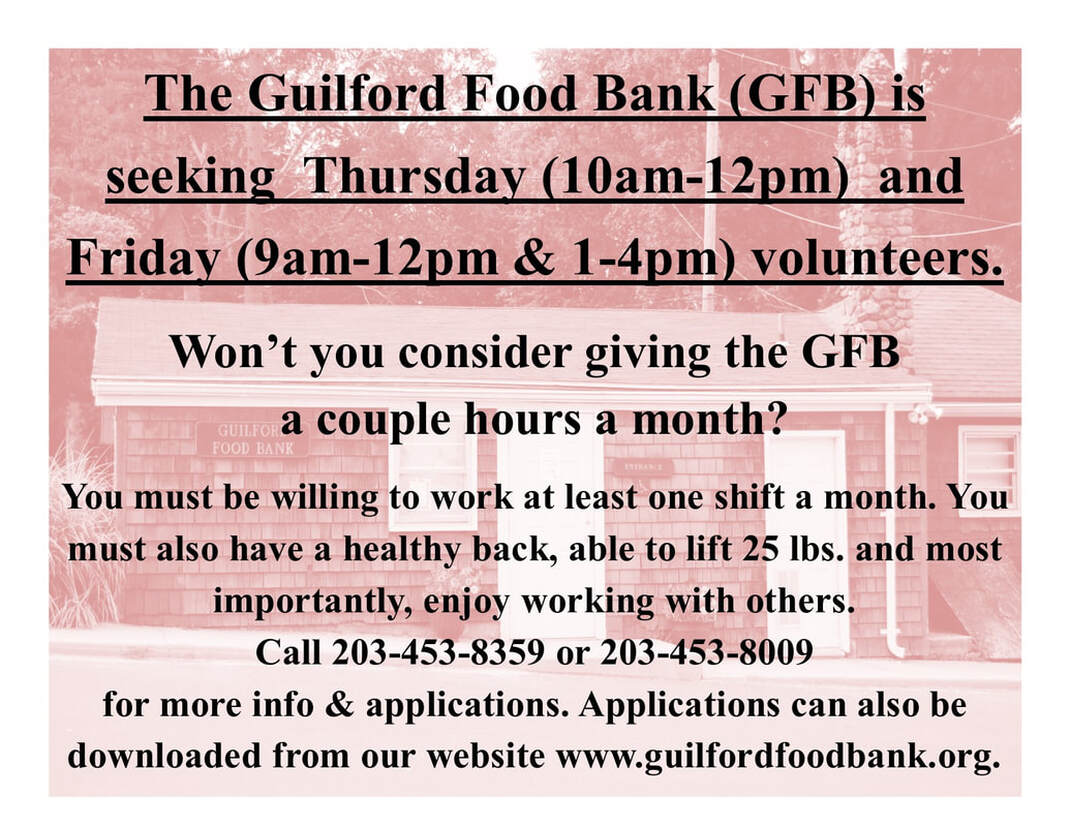 The Guilford Food Bank (GFB) is
seeking  Thursday (10am-12pm)  and
Friday (9am-12pm & 1-4pm) volunteers.
Won’t you consider giving the GFB
a couple hours a month?
GUILFOR
FOOD BANK
ENTRANCE
You must be willing to work at least one shift a month. You
must also have a healthy back, able to lift 25 lbs. and most
importantly, enjoy working with others.
Call 203-453-8359 or 203-453-8009
for more info & applications. Applications can also be
downloaded from our website www.guilfordfoodbank.org.